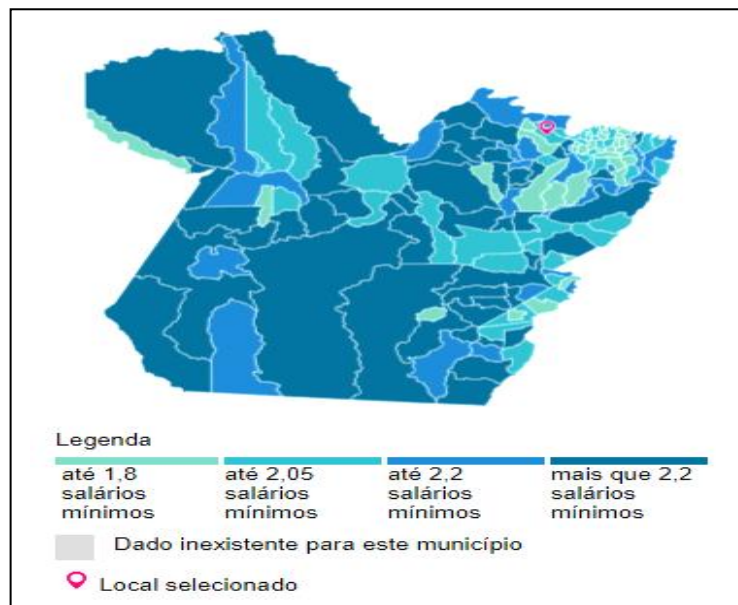 Legenda
até 1,8 salários mínimos
até 2,05 salários mínimos
até 2,2 salários mínimos
mais que 2,2 salários mínimos
Dado inexistente para este município
Local selecionado